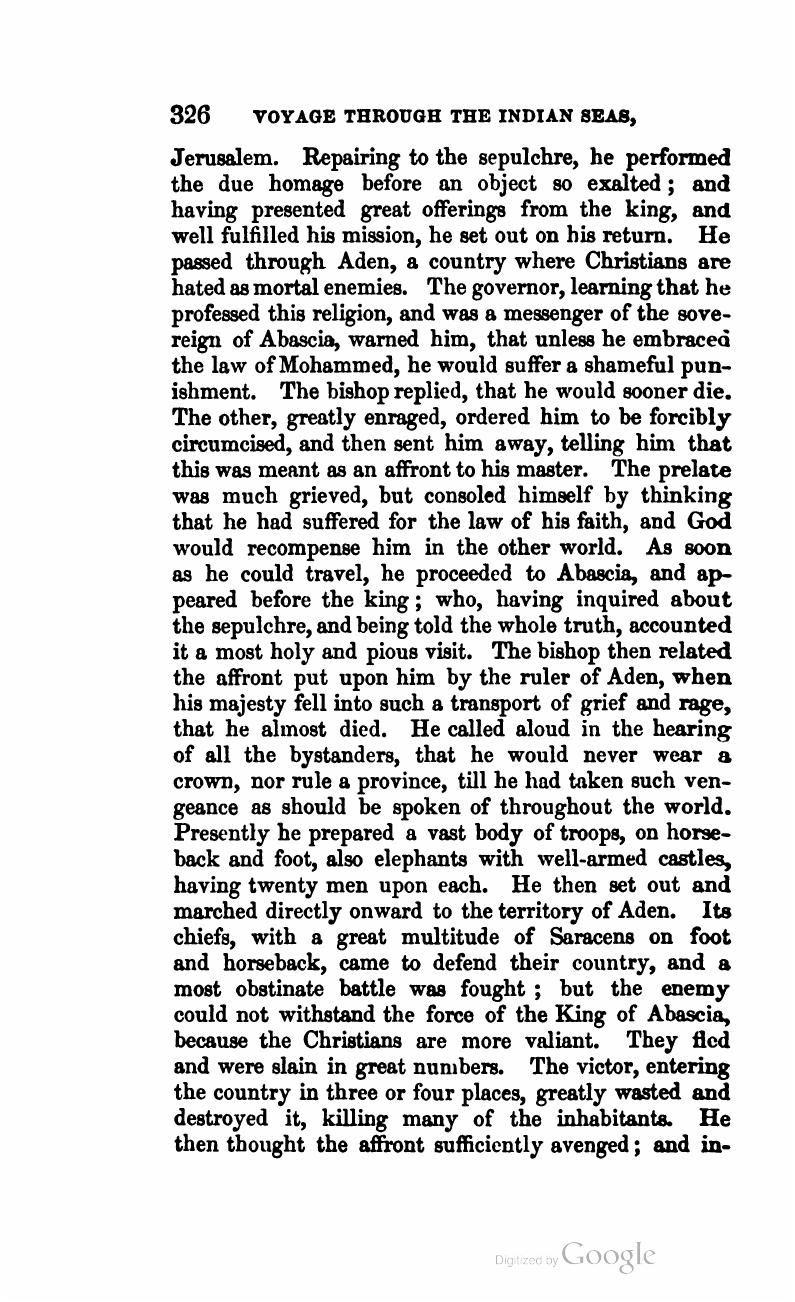 326 VOYAGE THROUGH THE INDIAN SEAS,
Jerusalem. Repairing to the sepulchre, he performed
the due homage before an object so exalted ; and
having presented great offerings from the king, and
well fulfilled his mission, he set out on his return. He
passed through Aden, a country where Christians are
hated as mortal enemies. The governor, learning that he
professed this religion, and was a messenger of the sove-
reign of Abascia, warned him, that unless he embraced
the law of Mohammed, he would suffer a shameful pun-
ishment. The bishop replied, that he would sooner die.
The other, greatly enraged, ordered him to be forcibly
circumcised, and then sent him away, telling him that
this was meant as an affront to his master. The prelate
was much grieved, but consoled himself by thinking
that he had suffered for the law of his faith, and God
would recompense him in the other world. As soon
as he could travel, he proceeded to Abascia, and ap-
peared before the king ; who, having inquired about
the sepulchre, and being told the whole truth, accounted
it a most holy and pious visit. The bishop then related
the affront put upon him by the ruler of Aden, when
his majesty fell into such a transport of grief and rage,
that he almost died. He called aloud in the hearing
of all the bystanders, that he would never wear a
crown, nor rule a province, till he had taken such ven-
geance as should be spoken of throughout the world.
Presently he prepared a vast body of troops, on horse-
back and foot, also elephants with well-armed castles,
having twenty men upon each. He then set out and
marched directly onward to the territory of Aden. Its
chiefs, with a great multitude of Saracens on foot
and horseback, came to defend their country, and a
most obstinate battle was fought ; but the enemy
could not withstand the force of the King of Abascia,
because the Christians are more valiant. They fled
and were slain in great numbers. The victor, entering
the country in three or four places, greatly wasted and
destroyed it, killing many of the inhabitants. He
then thought the affront sufficiently avenged ; and in-
Digitized by Google